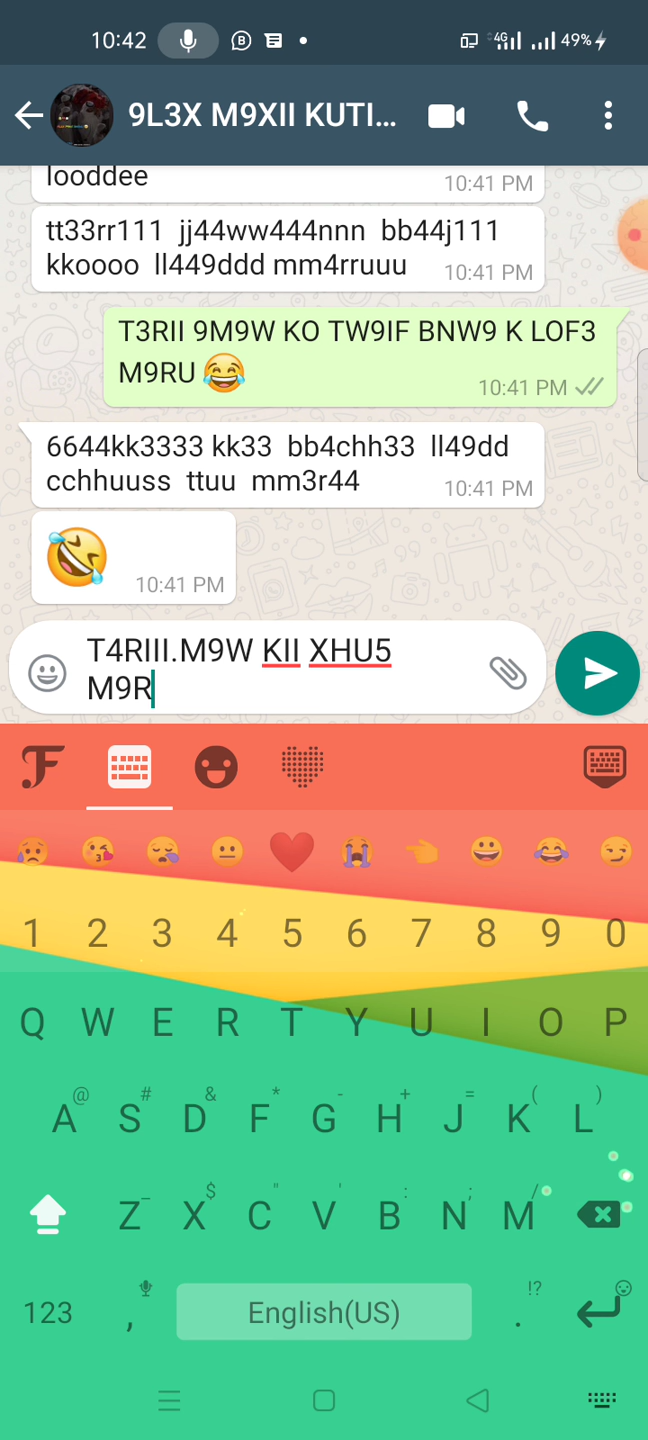 10:42
B
4G
49%
9L3X M9XII KUTI...
looddee
10:41 PM
tt33rr111 jj44ww444nnn bb44j111
kkoooo ll449ddd mm4rruuu
10:41 PM
T3RII 9M9W KO TW9IF BNW9 K LOF3
M9RU 😂
10:41 PM
6644kk3333 kk33 bb4chh33 ll49dd
cchhuuss ttuu mm3r44
10:41 PM
🤣
10:41 PM
T4RIII.M9W KII XHU5
M9R
F
1 2 3 4 5 6 7 8 9 0
Q W E R T Y U I O P
@ # & * - + = ( )
A S D F G H J K L
_ $ " ' : ; /
Z X C V B N M
!?
123 , English(US) .